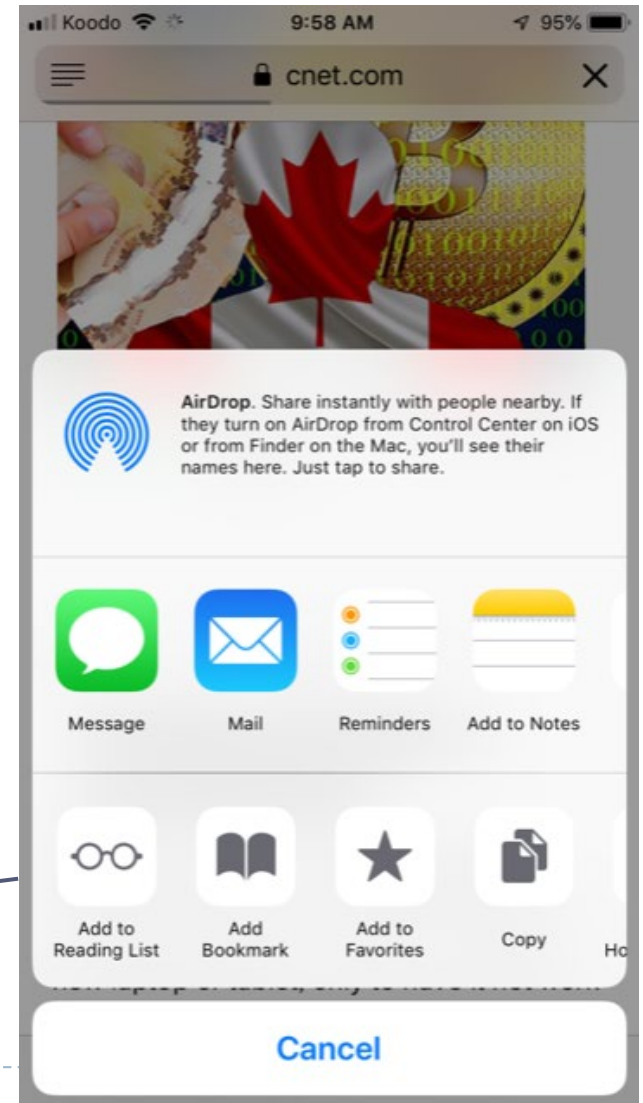 Koodo 9:58 AM 95%
cnet.com
AirDrop. Share instantly with people nearby. If
they turn on AirDrop from Control Center on iOS
or from Finder on the Mac, you'll see their
names here. Just tap to share.
Message Mail Reminders Add to Notes
Add to Reading List Add Bookmark Add to Favorites Copy Ho
Cancel